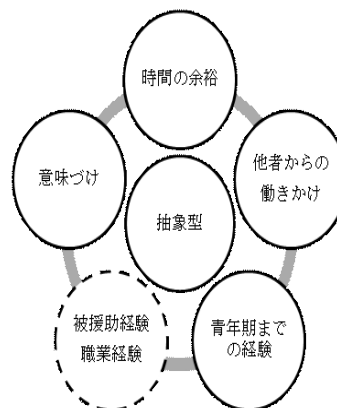 時間の余裕
他者からの
働きかけ
意味づけ
抽象型
被援助経験
職業経験
青年期まで
の経験